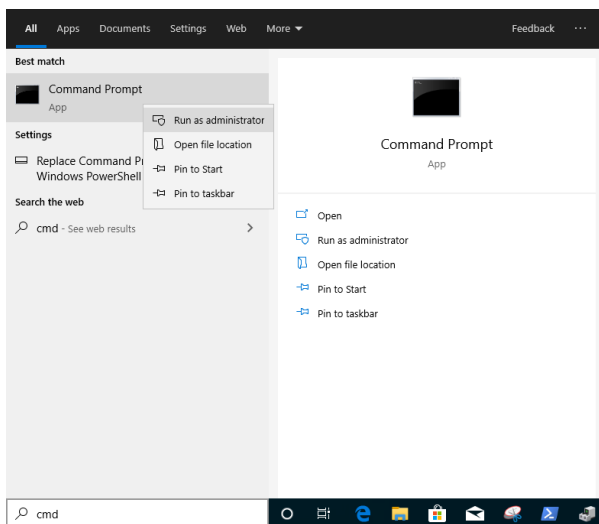 All Apps Documents Settings Web More Feedback ...
Best match
Command Prompt
App
Run as administrator
Open file location
Pin to Start
Pin to taskbar
Settings
Replace Command P
Windows PowerShell
Search the web
cmd - See web results
Command Prompt
App
Open
Run as administrator
Open file location
Pin to Start
Pin to taskbar
cmd